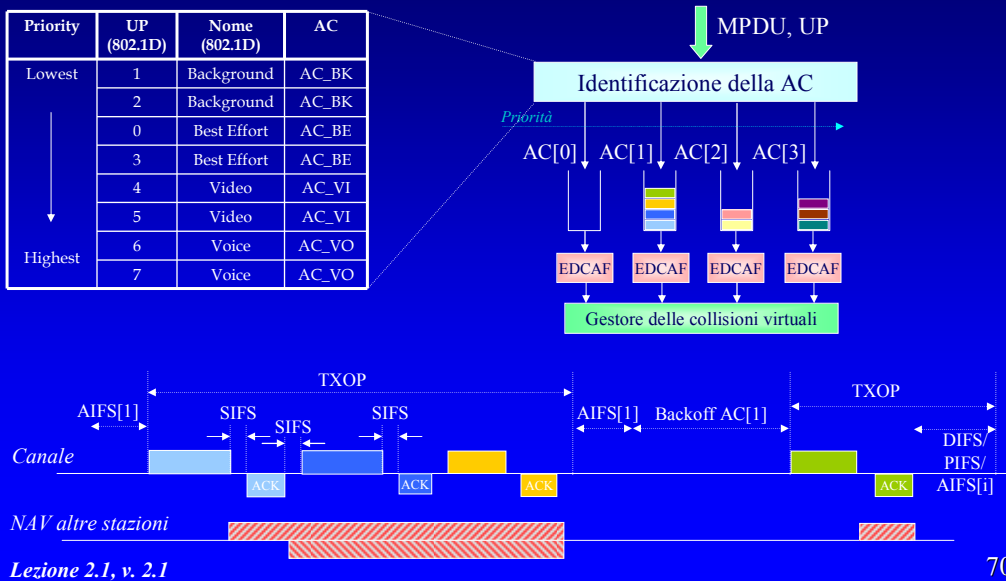 Priority UP (802.1D) Nome (802.1D) AC
Lowest 1 Background AC_BK
2 Background AC_BK
0 Best Effort AC_BE
3 Best Effort AC_BE
4 Video AC_VI
5 Video AC_VI
Highest 6 Voice AC_VO
7 Voice AC_VO
MPDU, UP
Identificazione della AC
Priorità
AC[0] AC[1] AC[2] AC[3]
EDCAF EDCAF EDCAF EDCAF
Gestore delle collisioni virtuali
TXOP TXOP
AIFS[1] SIFS SIFS SIFS AIFS[1] Backoff AC[1]
DIFS/
PIFS/
AIFS[i]
Canale
ACK ACK ACK ACK
NAV altre stazioni
Lezione 2.1, v. 2.1
70